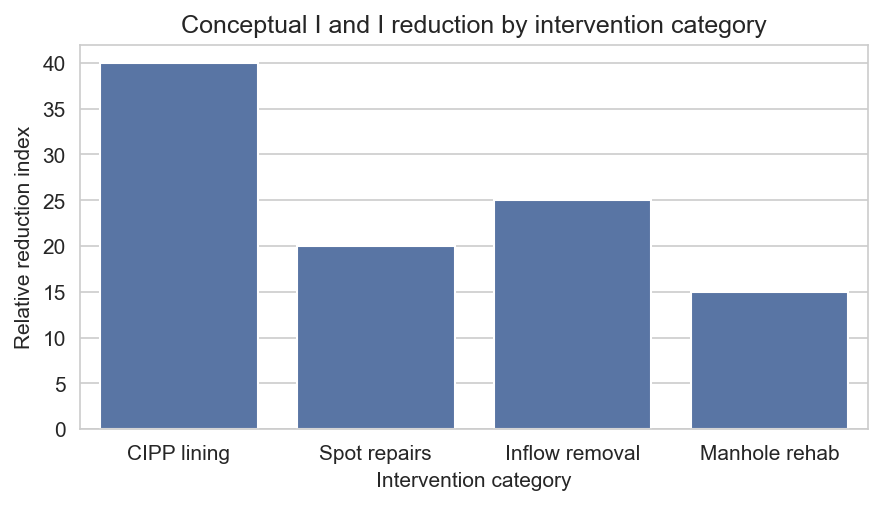 Conceptual I and I reduction by intervention category
Relative reduction index
40
35
30
25
20
15
10
5
0
CIPP lining
Spot repairs
Inflow removal
Manhole rehab
Intervention category